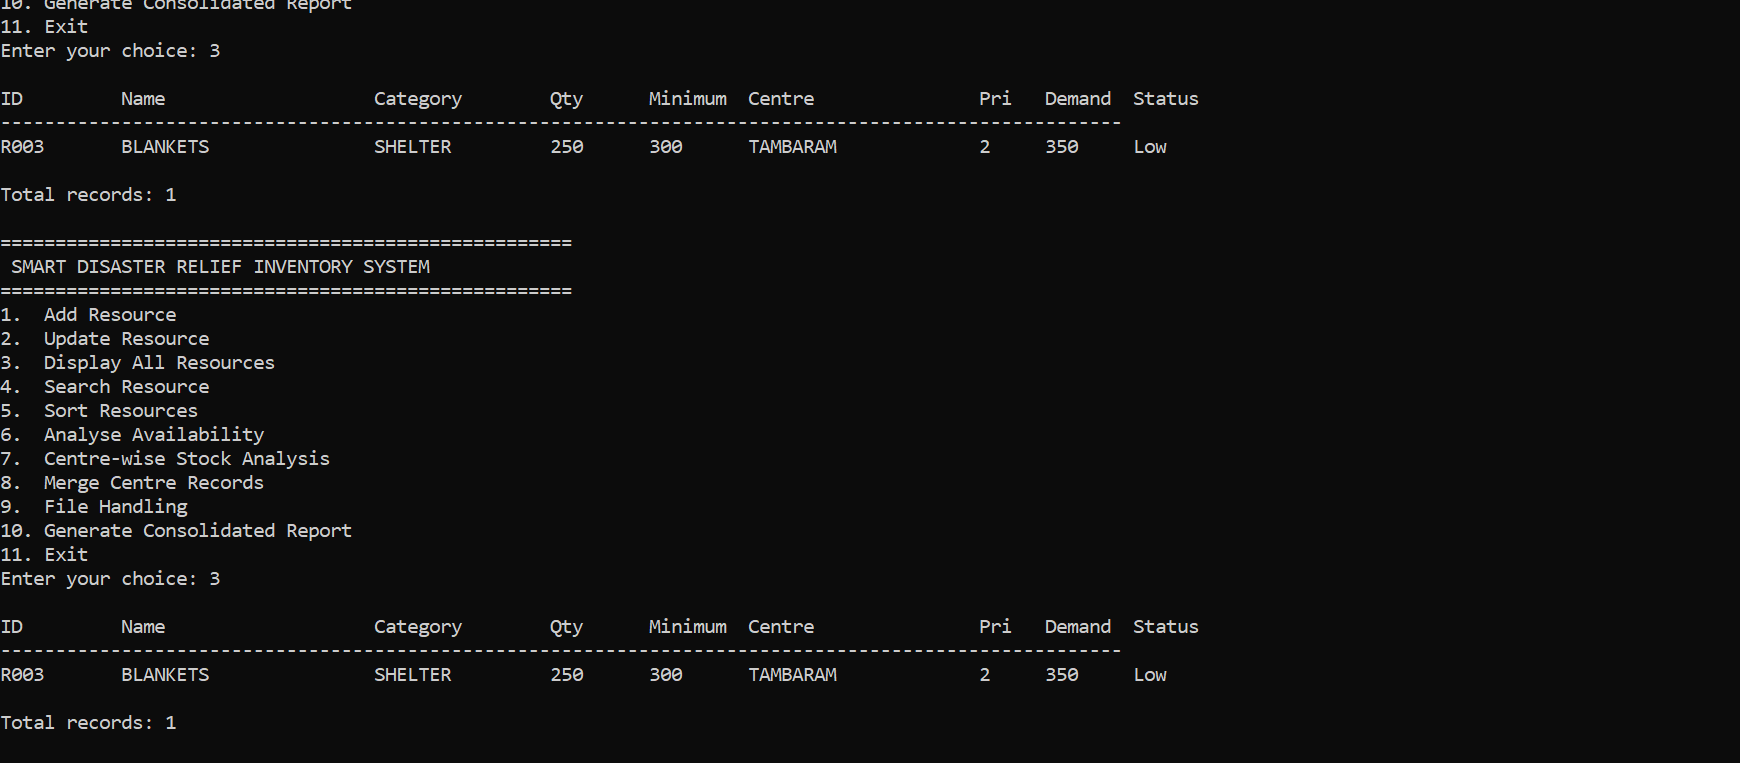 10. Generate Consolidated Report
11. Exit
Enter your choice: 3
ID Name Category Qty Minimum Centre Pri Demand Status
------------------------------------------------------------------------------------------------------
R003 BLANKETS SHELTER 250 300 TAMBARAM 2 350 Low
Total records: 1
====================================================
SMART DISASTER RELIEF INVENTORY SYSTEM
====================================================
1. Add Resource
2. Update Resource
3. Display All Resources
4. Search Resource
5. Sort Resources
6. Analyse Availability
7. Centre-wise Stock Analysis
8. Merge Centre Records
9. File Handling
10. Generate Consolidated Report
11. Exit
Enter your choice: 3
ID Name Category Qty Minimum Centre Pri Demand Status
------------------------------------------------------------------------------------------------------
R003 BLANKETS SHELTER 250 300 TAMBARAM 2 350 Low
Total records: 1